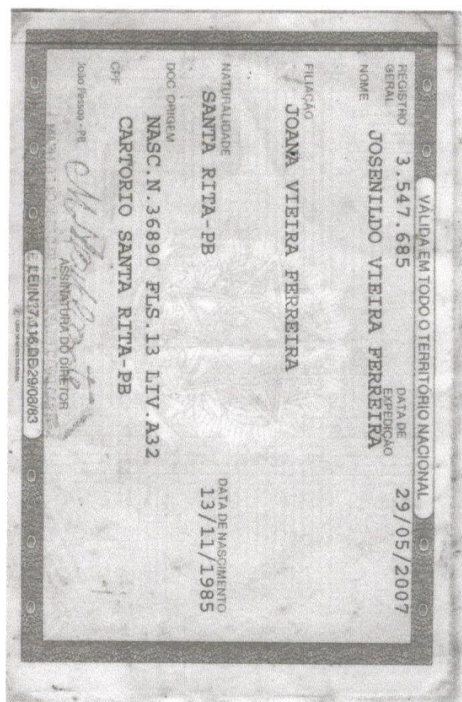 VÁLIDA EM TODO O TERRITÓRIO NACIONAL
REGISTRO GERAL 3.547.685 DATA DE EXPEDIÇÃO 29/05/2007
NOME
JOSENILDO VIEIRA FERREIRA
FILIAÇÃO
JOANA VIEIRA FERREIRA
NATURALIDADE DATA DE NASCIMENTO
SANTA RITA-PB 13/11/1985
DOC ORIGEM
NASC.N.36890 FLS.13 LIV.A32
CARTORIO SANTA RITA-PB
CPF
João Pessoa - PB
ASSINATURA DO DIRETOR
LEI Nº 7.116 DE 29/08/83